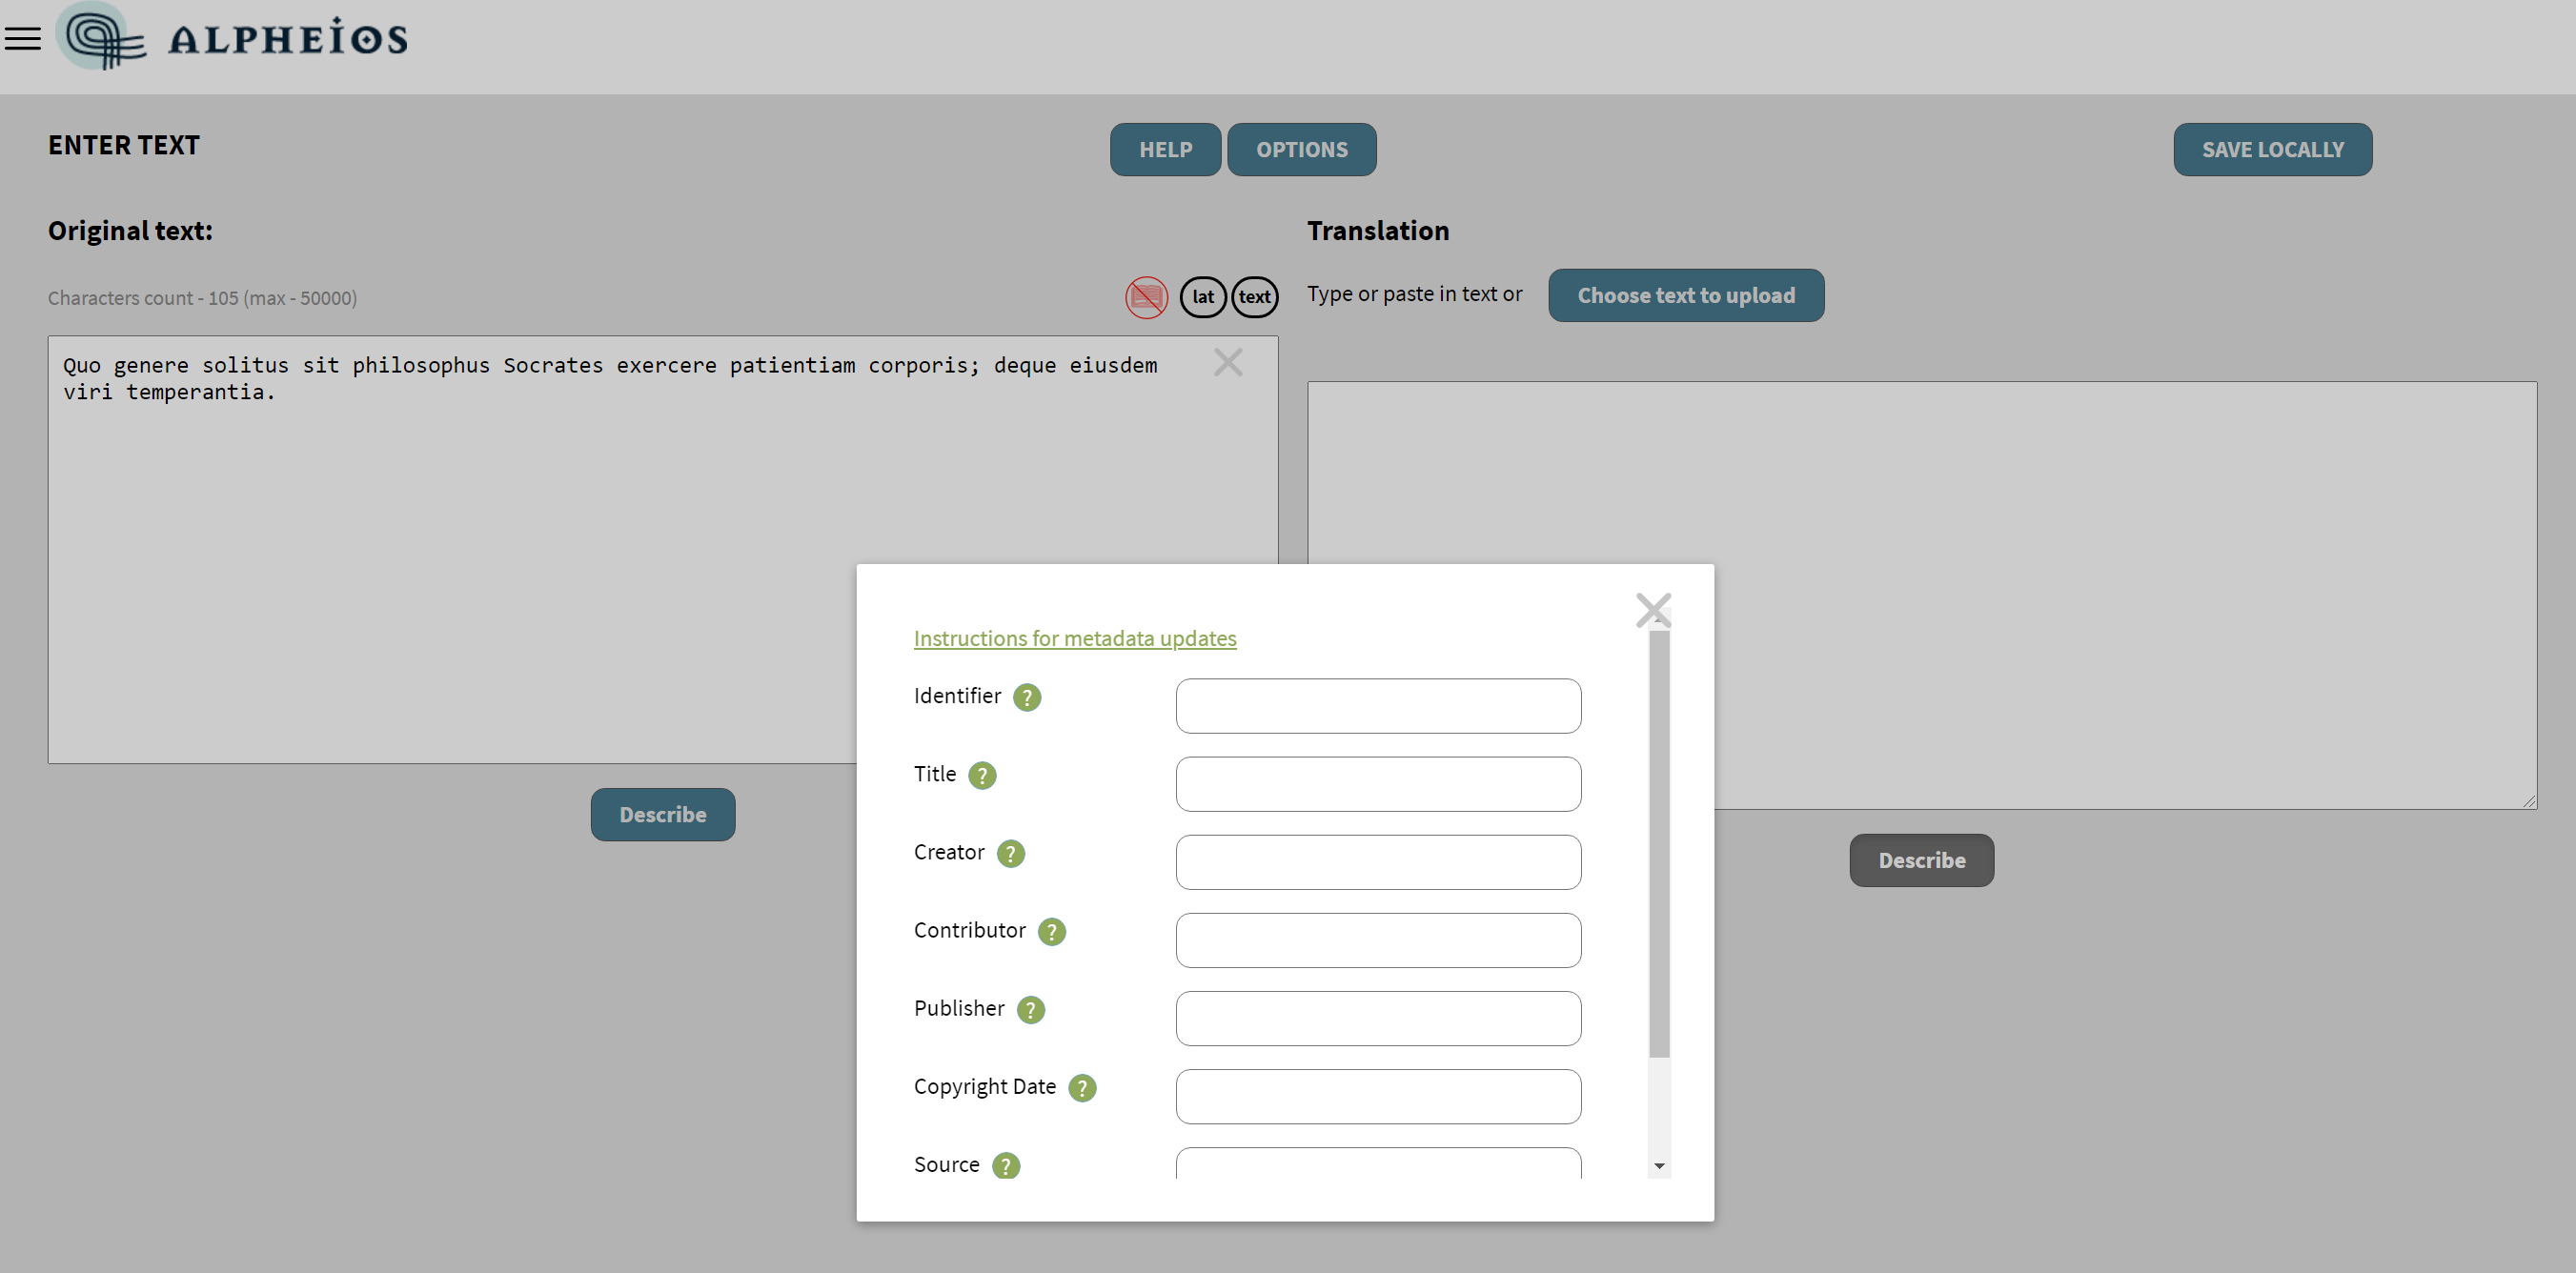 ALPHEIOS
ENTER TEXT
HELP
OPTIONS
SAVE LOCALLY
Original text:
Characters count - 105 (max - 50000)
lat
text
Quo genere solitus sit philosophus Socrates exercere patientiam corporis; deque eiusdem
viri temperantia.
Describe
Translation
Type or paste in text or
Choose text to upload
Describe
Instructions for metadata updates
Identifier ?
Title ?
Creator ?
Contributor ?
Publisher ?
Copyright Date ?
Source ?